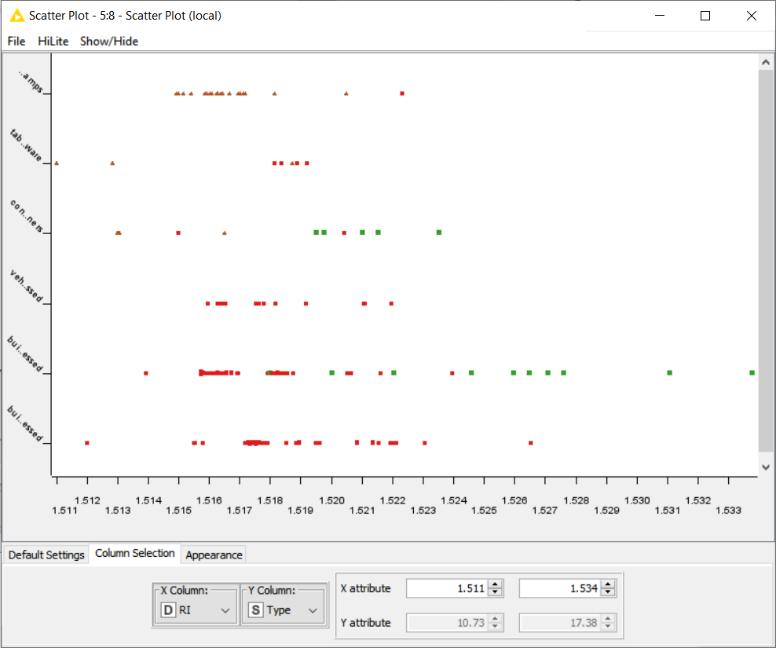 Scatter Plot - 5:8 - Scatter Plot (local)
File HiLite Show/Hide
...amps
tab..ware
con..ners
veh..ssed
bui..essed
bui..essed
1.512 1.514 1.516 1.518 1.520 1.522 1.524 1.526 1.528 1.530 1.532
1.511 1.513 1.515 1.517 1.519 1.521 1.523 1.525 1.527 1.529 1.531 1.533
Default Settings Column Selection Appearance
X Column: Y Column:
D RI S Type
X attribute 1.511 1.534
Y attribute 10.73 17.38